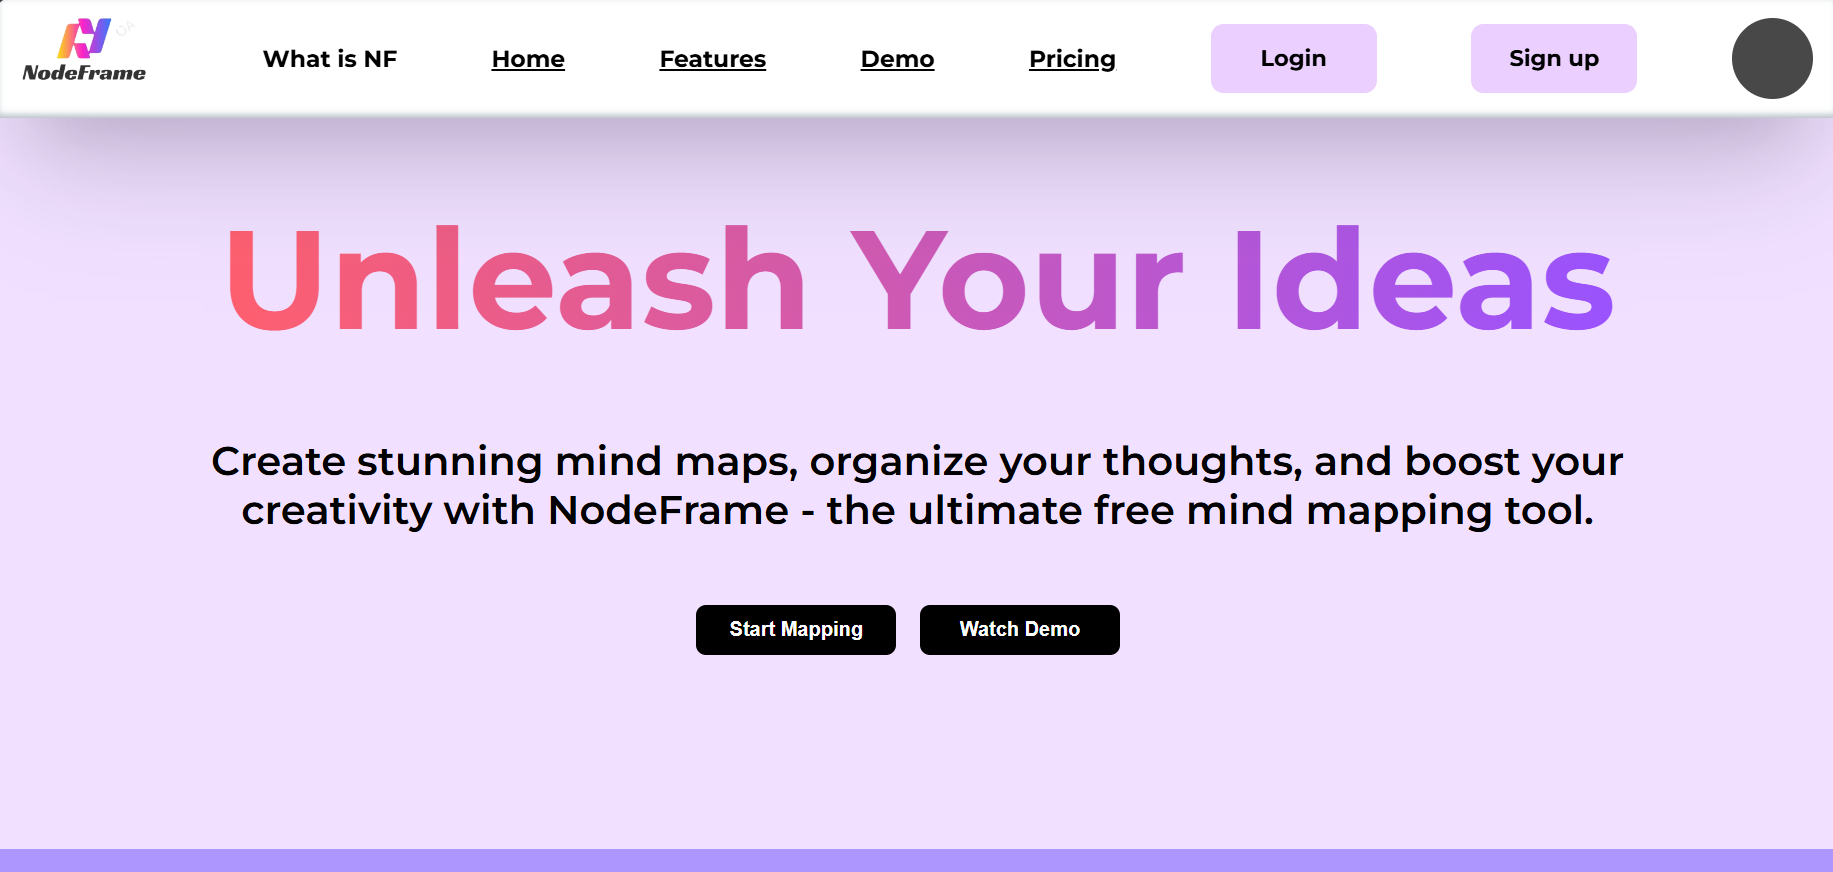 NodeFrame
What is NF
Home
Features
Demo
Pricing
Login
Sign up
Unleash Your Ideas
Create stunning mind maps, organize your thoughts, and boost your
creativity with NodeFrame - the ultimate free mind mapping tool.
Start Mapping
Watch Demo